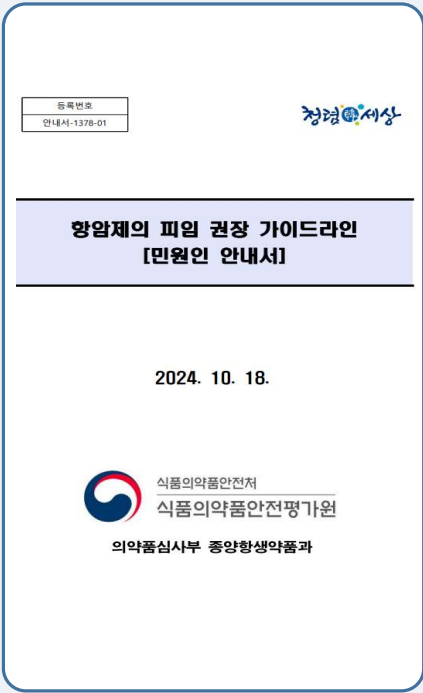 등록번호
안내서-1378-01
청렴 세상
항암제의 피임 권장 가이드라인
[민원인 안내서]
2024. 10. 18.
식품의약품안전처
식품의약품안전평가원
의약품심사부 종양항생약품과